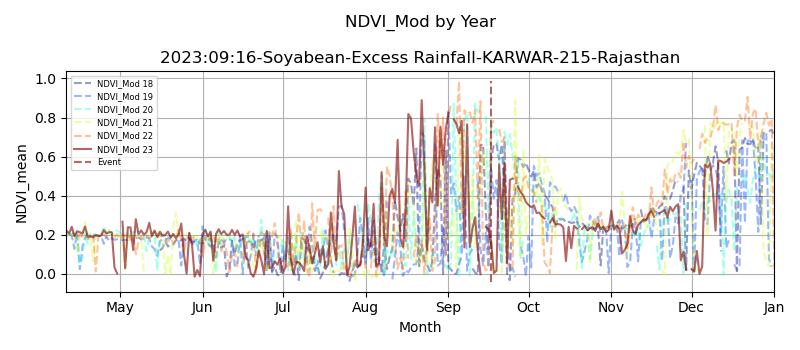 NDVI_Mod by Year
2023:09:16-Soyabean-Excess Rainfall-KARWAR-215-Rajasthan
1.0
0.8
0.6
0.4
0.2
0.0
NDVI_mean
NDVI_Mod 18
NDVI_Mod 19
NDVI_Mod 20
NDVI_Mod 21
NDVI_Mod 22
NDVI_Mod 23
Event
May Jun Jul Aug Sep Oct Nov Dec Jan
Month